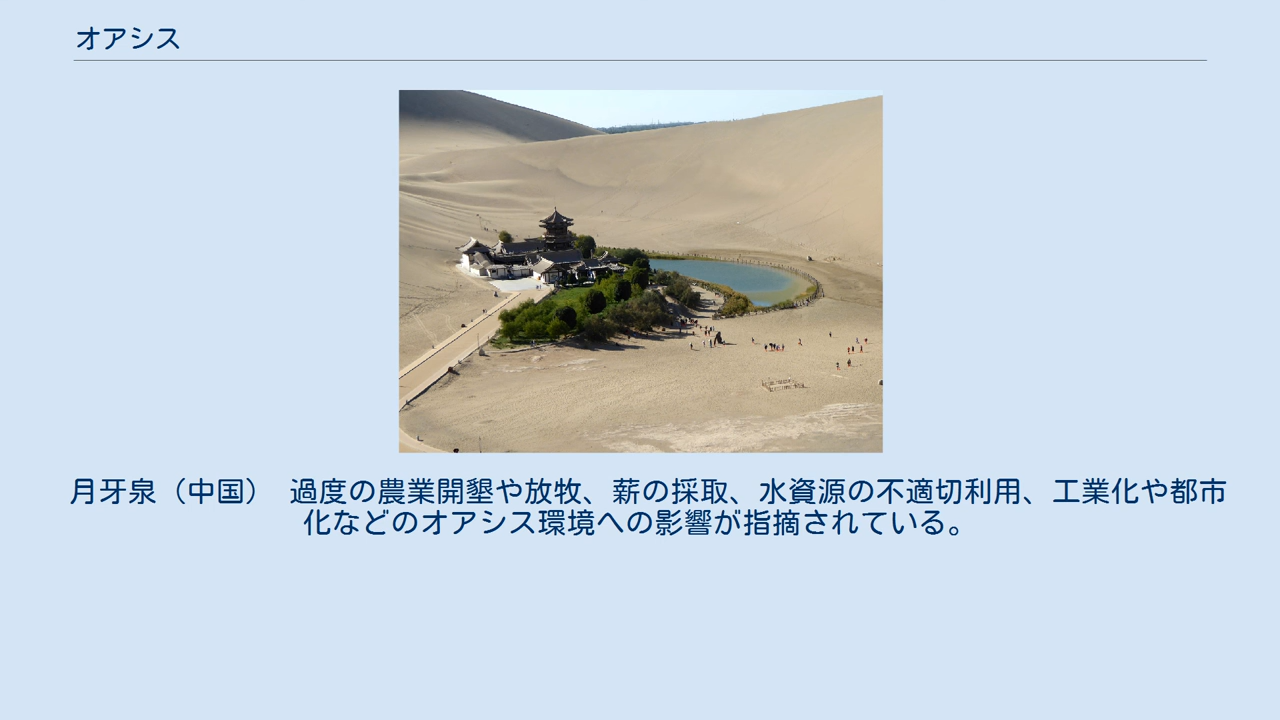 オアシス
月牙泉（中国）　過度の農業開墾や放牧、薪の採取、水資源の不適切利用、工業化や都市
化などのオアシス環境への影響が指摘されている。